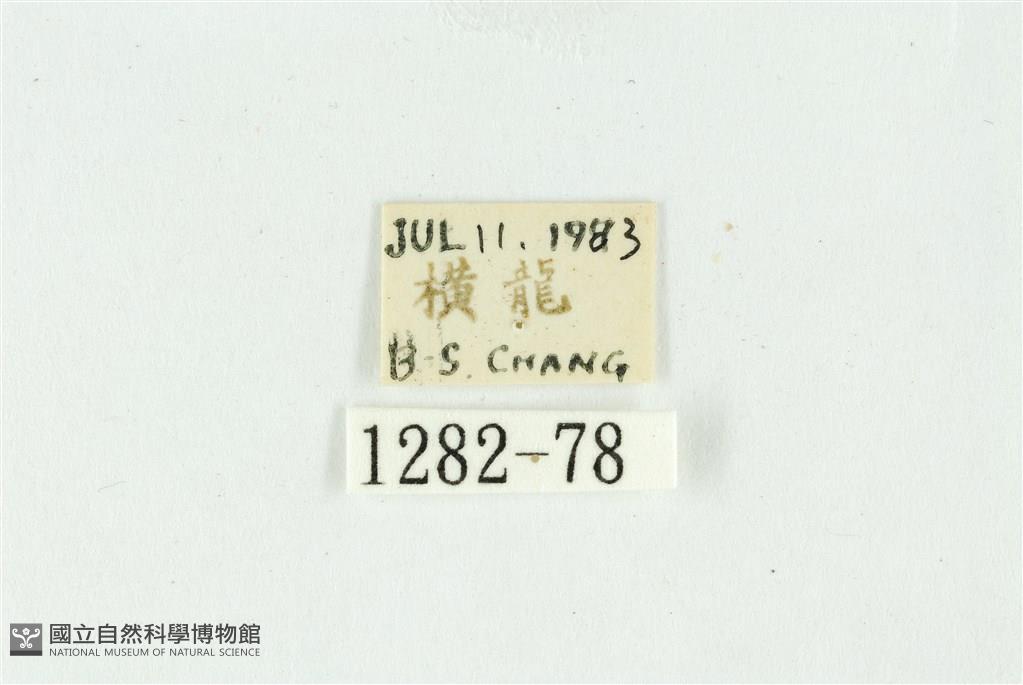 JUL 11. 1983
橫龍
B-S. CHANG
1282-78
國立自然科學博物館
NATIONAL MUSEUM OF NATURAL SCIENCE